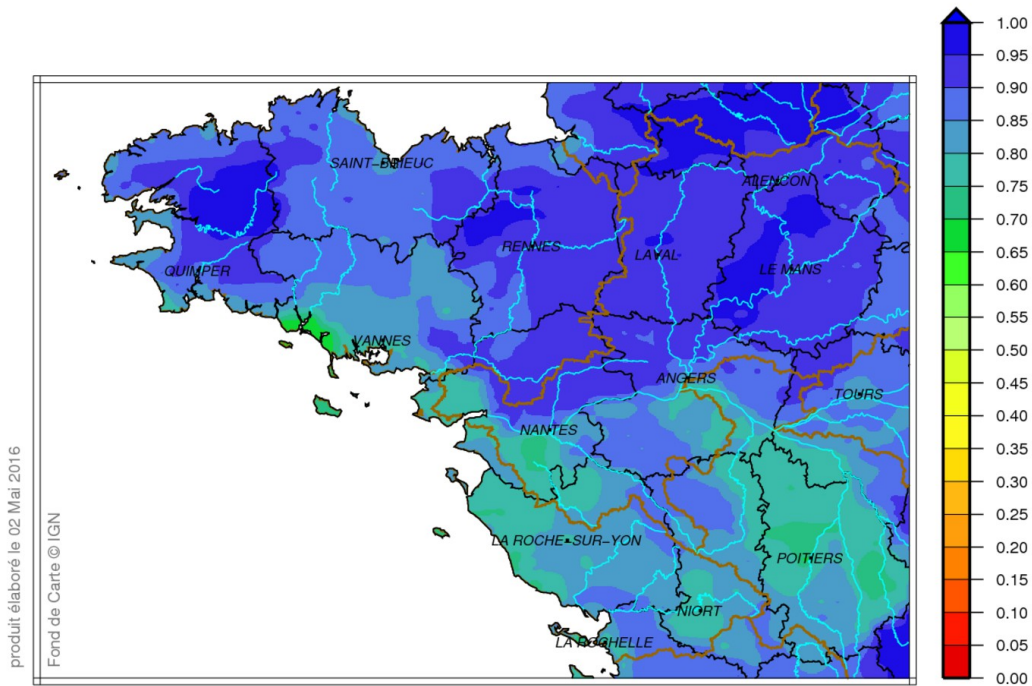 1.00
0.95
0.90
0.85
0.80
0.75
0.70
0.65
0.60
0.55
0.50
0.45
0.40
0.35
0.30
0.25
0.20
0.15
0.10
0.05
0.00
SAINT-BRIEUC
ALENCON
RENNES
LAVAL
QUIMPER
LE MANS
VANNES
ANGERS
TOURS
NANTES
LA ROCHE-SUR-YON
POITIERS
NIORT
LA ROCHELLE
produit élaboré le 02 Mai 2016
Fond de Carte © IGN